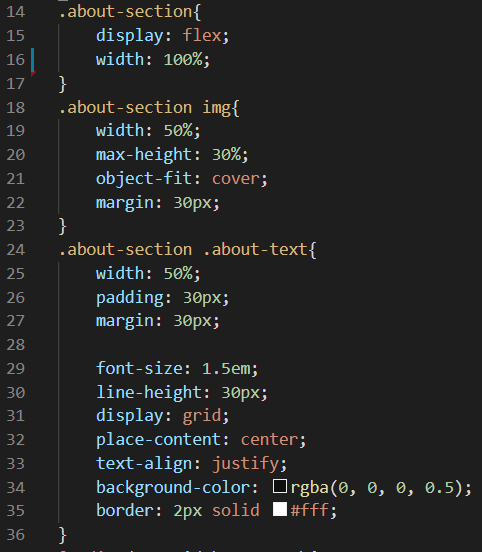 14 .about-section{
15 display: flex;
16 width: 100%;
17 }
18 .about-section img{
19 width: 50%;
20 max-height: 30%;
21 object-fit: cover;
22 margin: 30px;
23 }
24 .about-section .about-text{
25 width: 50%;
26 padding: 30px;
27 margin: 30px;
28
29 font-size: 1.5em;
30 line-height: 30px;
31 display: grid;
32 place-content: center;
33 text-align: justify;
34 background-color: rgba(0, 0, 0, 0.5);
35 border: 2px solid #fff;
36 }